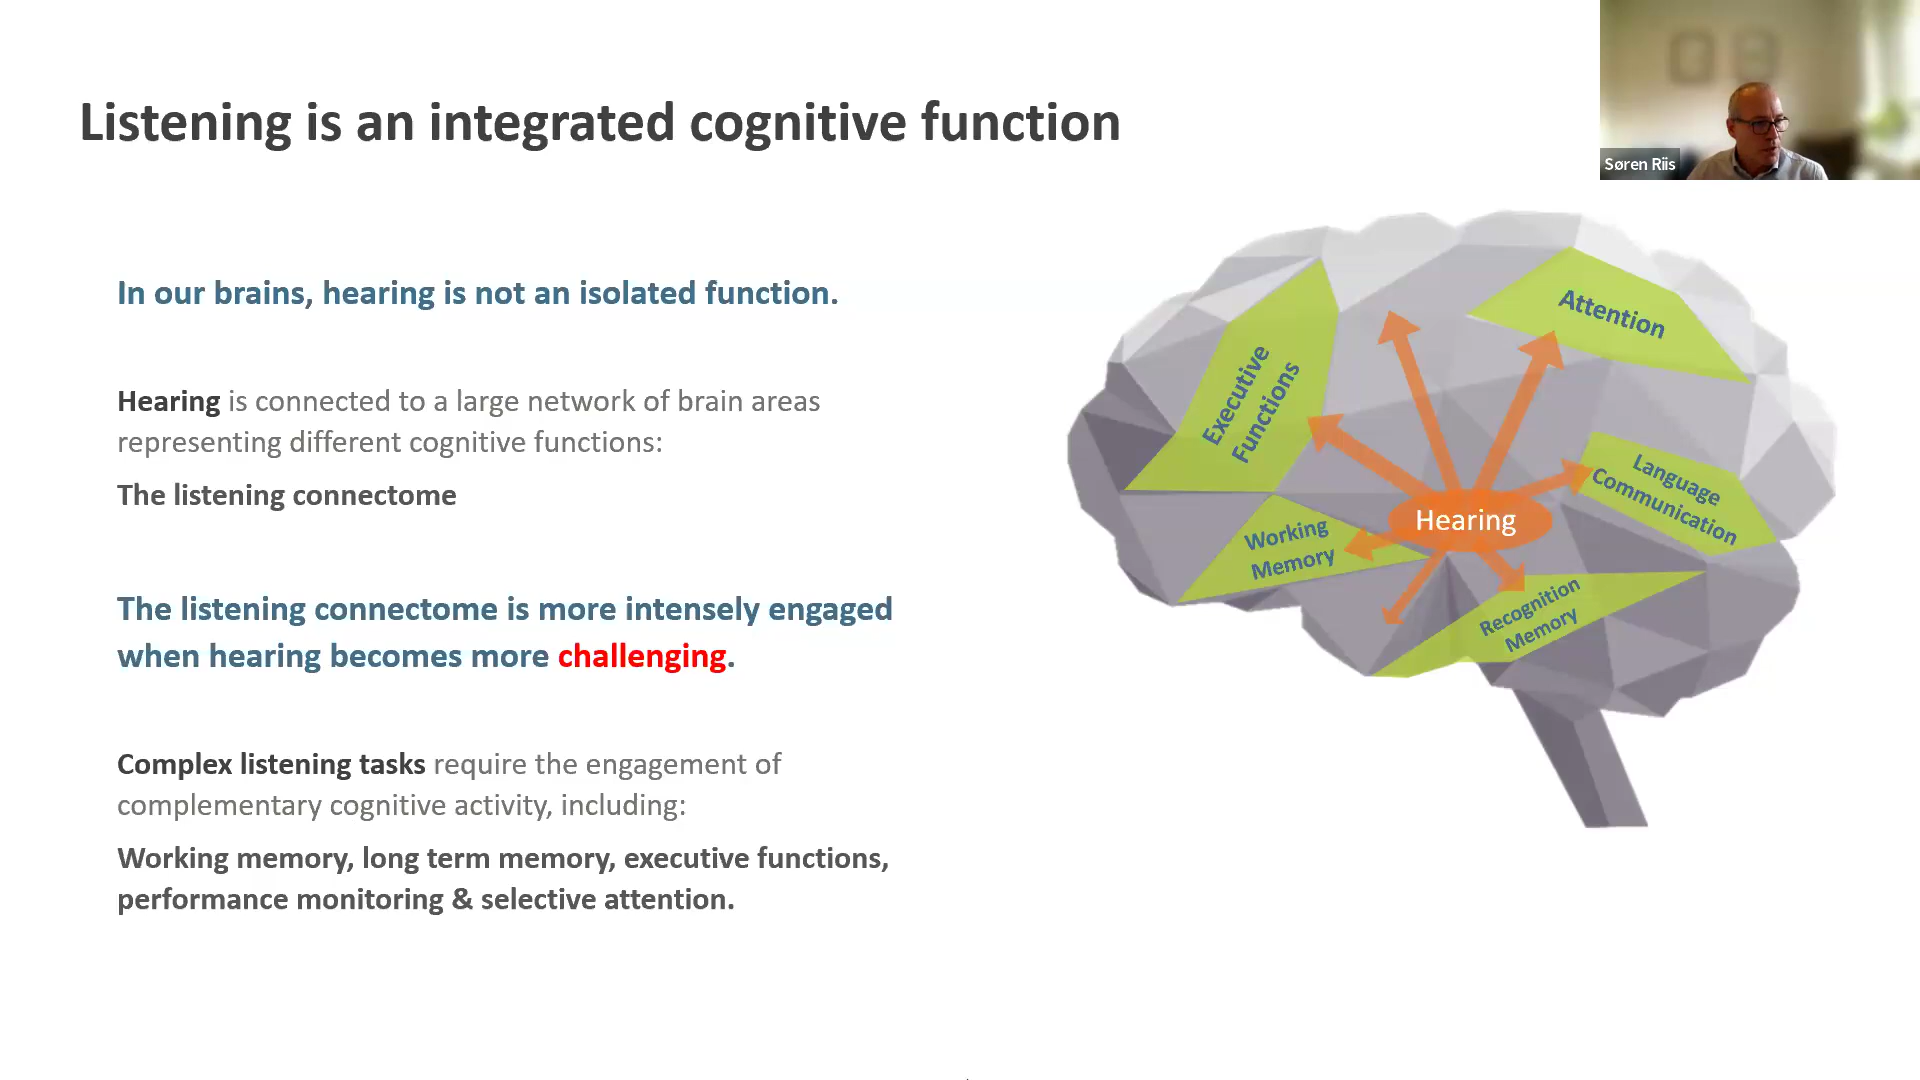 Listening is an integrated cognitive function
Søren Riis
In our brains, hearing is not an isolated function.
Hearing is connected to a large network of brain areas
representing different cognitive functions:
The listening connectome
The listening connectome is more intensely engaged
when hearing becomes more challenging.
Complex listening tasks require the engagement of
complementary cognitive activity, including:
Working memory, long term memory, executive functions,
performance monitoring & selective attention.
Attention
Executive
Functions
Language
Communication
Hearing
Working
Memory
Recognition
Memory